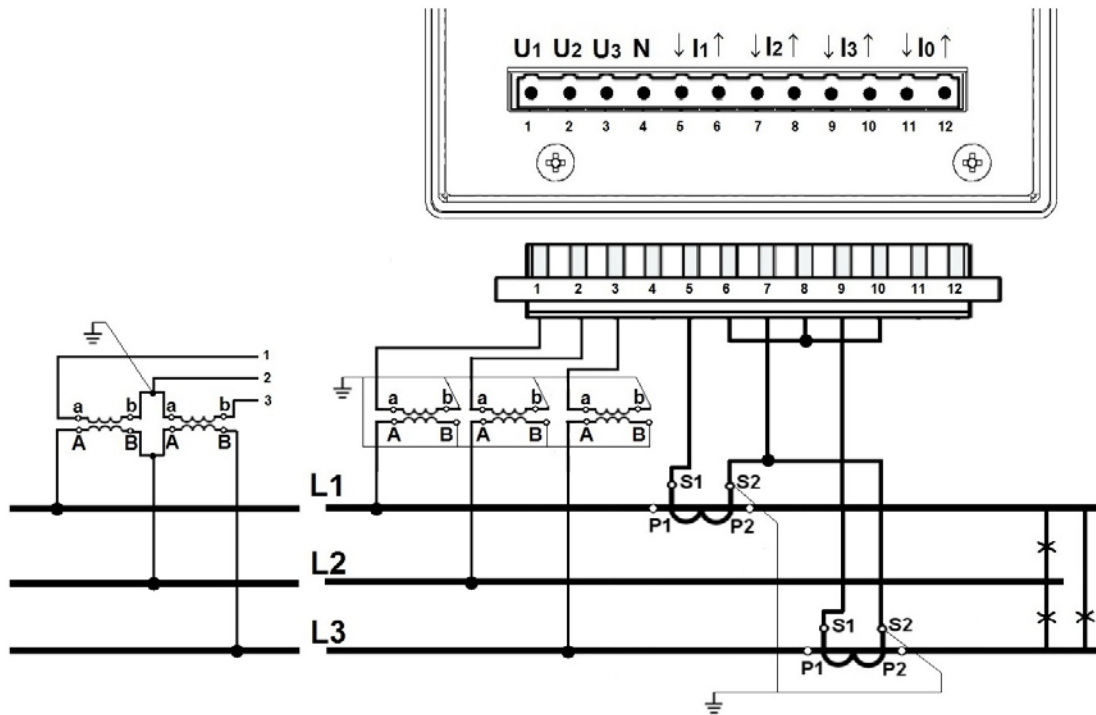 U1 U2 U3 N ↓ I1 ↑ ↓ I2 ↑ ↓ I3 ↑ ↓ I0 ↑
1 2 3 4 5 6 7 8 9 10 11 12
1 2 3 4 5 6 7 8 9 10 11 12
1
2
3
a b a b
A B A B
a b a b a b
A B A B A B
L1
S1 S2
P1 P2
L2
L3
S1 S2
P1 P2